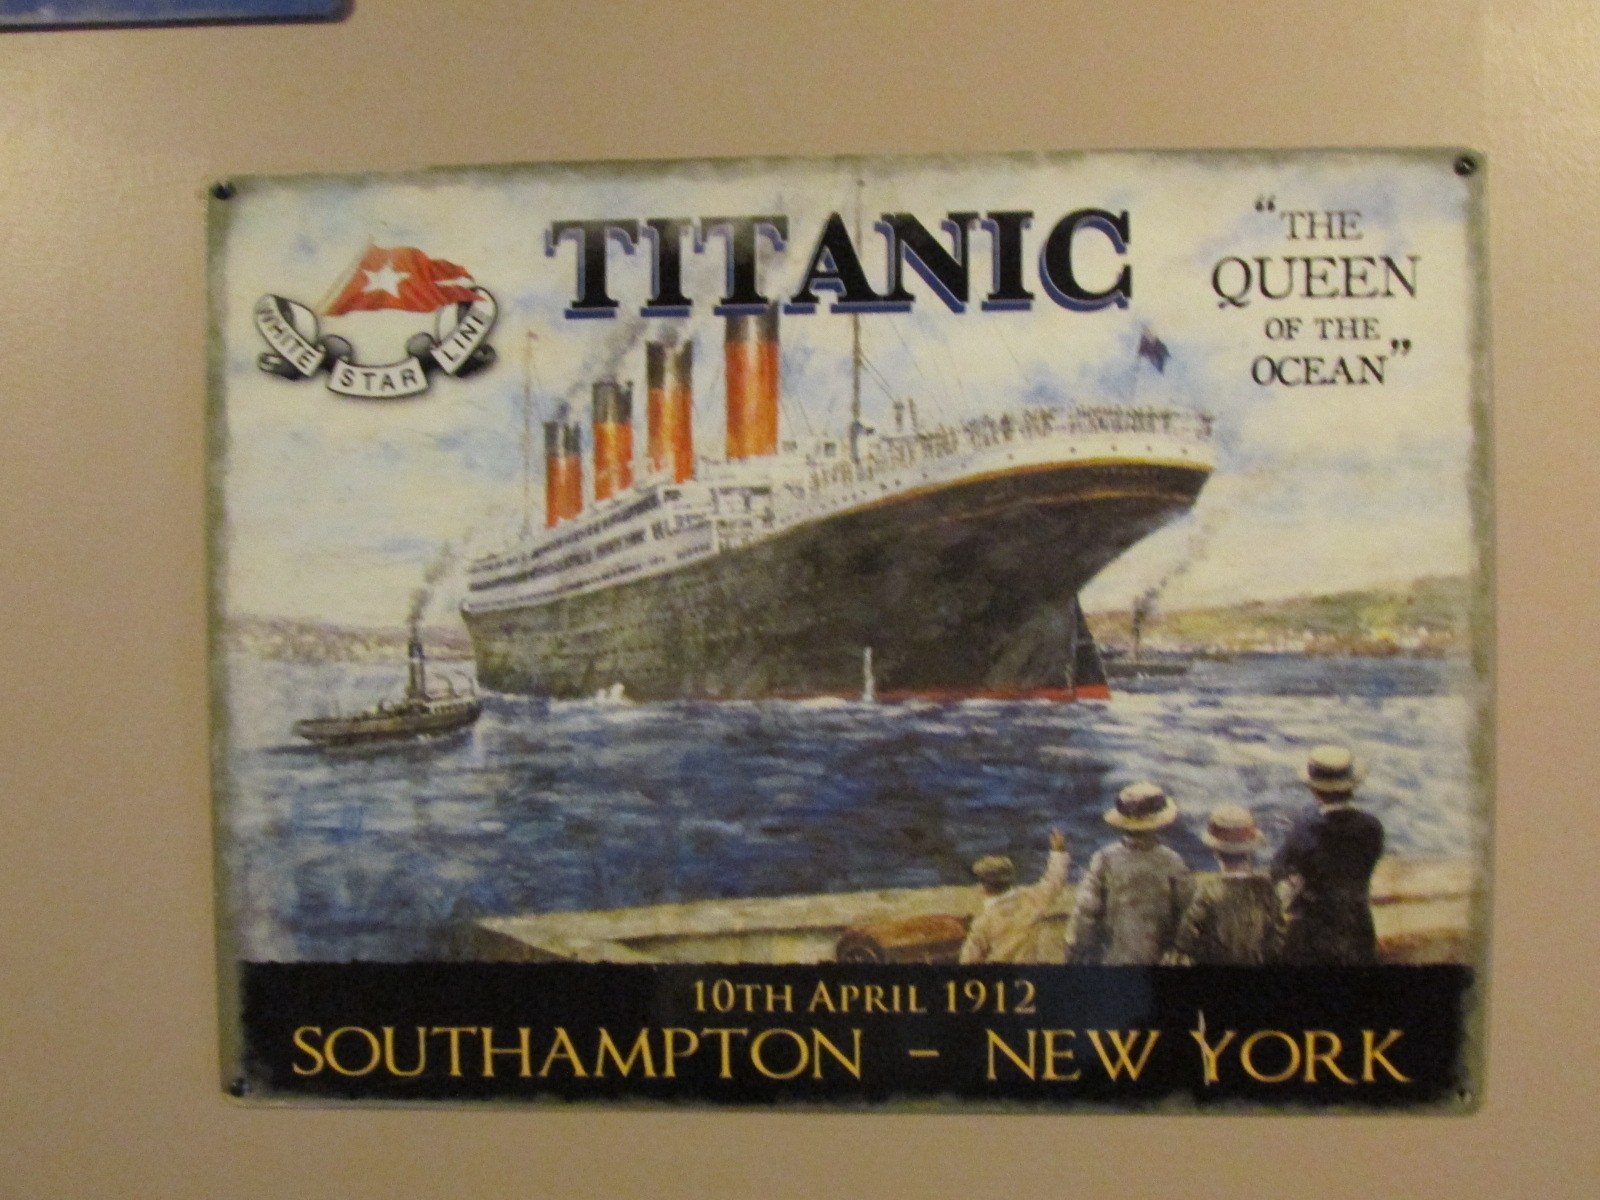 TITANIC
"THE
QUEEN
OF THE
OCEAN"
WHITE STAR LINE
10TH APRIL 1912
SOUTHAMPTON - NEW YORK